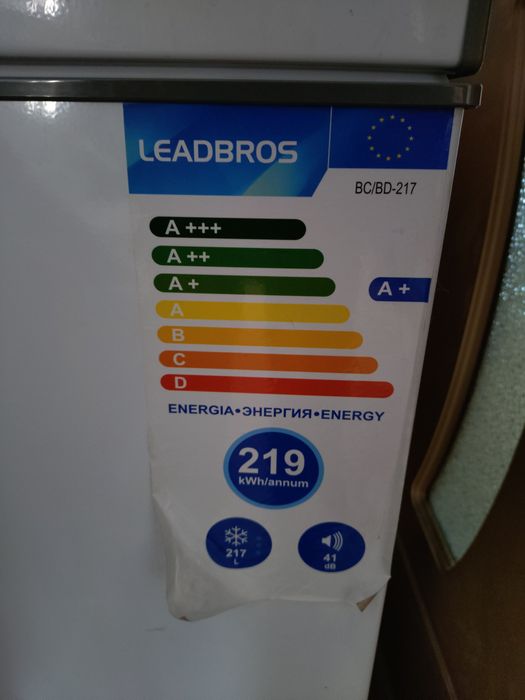 LEADBROS
BC/BD-217
A +++
A ++
A +
A +
A
B
C
D
ENERGIA•ЭНЕРГИЯ•ENERGY
219
kWh/annum
217
L
41
dB